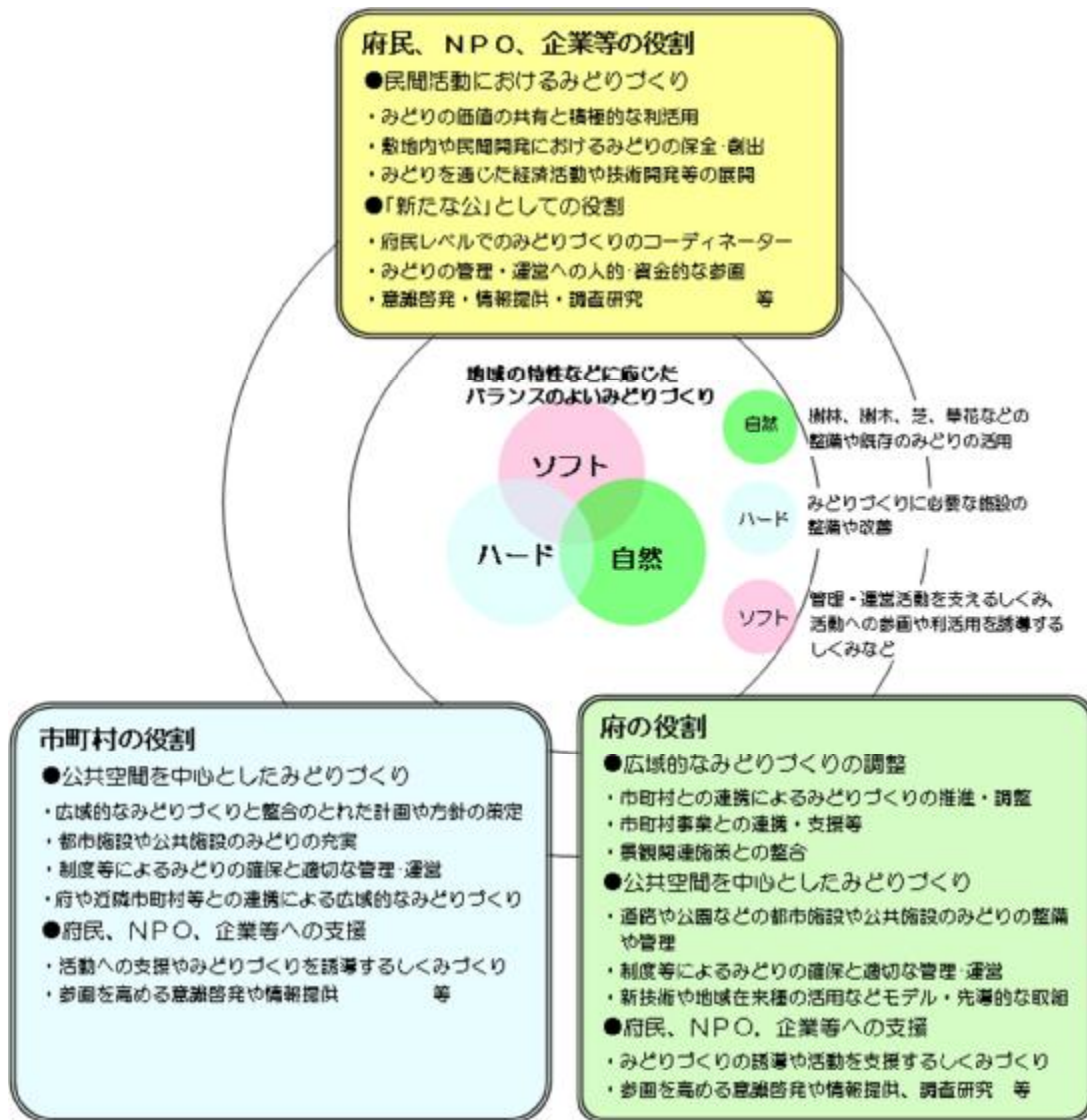 府民、NPO、企業等の役割
●民間活動におけるみどりづくり
・みどりの価値の共有と積極的な利活用
・敷地内や民間開発におけるみどりの保全・創出
・みどりを通じた経済活動や技術開発等の展開
●「新たな公」としての役割
・府民レベルでのみどりづくりのコーディネーター
・みどりの管理・運営への人的・資金的な参画
・意識啓発・情報提供・調査研究　等
地域の特性などに応じた
バランスのよいみどりづくり
ソフト
ハード
自然
自然
樹林、樹木、芝、草花などの
整備や既存のみどりの活用
ハード
みどりづくりに必要な施設の
整備や改善
ソフト
管理・運営活動を支えるしくみ、
活動への参画や利活用を誘導する
しくみなど
市町村の役割
●公共空間を中心としたみどりづくり
・広域的なみどりづくりと整合のとれた計画や方針の策定
・都市施設や公共施設のみどりの充実
・制度等によるみどりの確保と適切な管理・運営
・府や近隣市町村等との連携による広域的なみどりづくり
●府民、NPO、企業等への支援
・活動への支援やみどりづくりを誘導するしくみづくり
・参画を高める意識啓発や情報提供　等
府の役割
●広域的なみどりづくりの調整
・市町村との連携によるみどりづくりの推進・調整
・市町村事業との連携・支援等
・景観関連施策との整合
●公共空間を中心としたみどりづくり
・道路や公園などの都市施設や公共施設のみどりの整備
や管理
・制度等によるみどりの確保と適切な管理・運営
・新技術や地域在来種の活用などモデル・先導的な取組
●府民、NPO、企業等への支援
・みどりづくりの誘導や活動を支援するしくみづくり
・参画を高める意識啓発や情報提供、調査研究　等